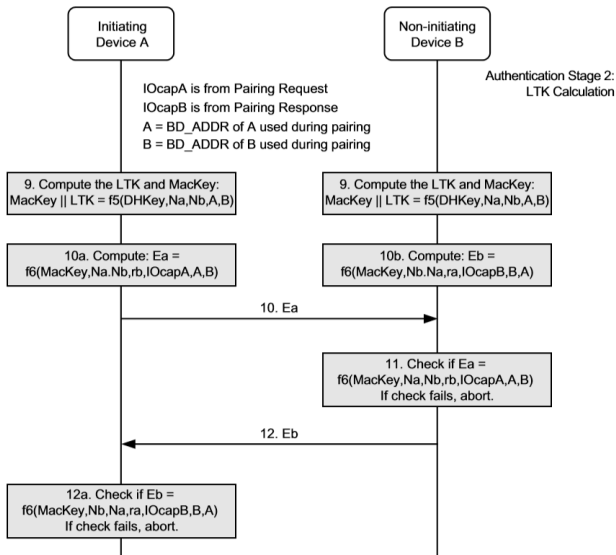 Initiating
Device A
Non-initiating
Device B
Authentication Stage 2:
LTK Calculation
IOcapA is from Pairing Request
IOcapB is from Pairing Response
A = BD_ADDR of A used during pairing
B = BD_ADDR of B used during pairing
9. Compute the LTK and MacKey:
MacKey || LTK = f5(DHKey,Na,Nb,A,B)
9. Compute the LTK and MacKey:
MacKey || LTK = f5(DHKey,Na,Nb,A,B)
10a. Compute: Ea =
f6(MacKey,Na.Nb,rb,IOcapA,A,B)
10b. Compute: Eb =
f6(MacKey,Nb.Na,ra,IOcapB,B,A)
10. Ea
11. Check if Ea =
f6(MacKey,Na,Nb,rb,IOcapA,A,B)
If check fails, abort.
12. Eb
12a. Check if Eb =
f6(MacKey,Nb,Na,ra,IOcapB,B,A)
If check fails, abort.